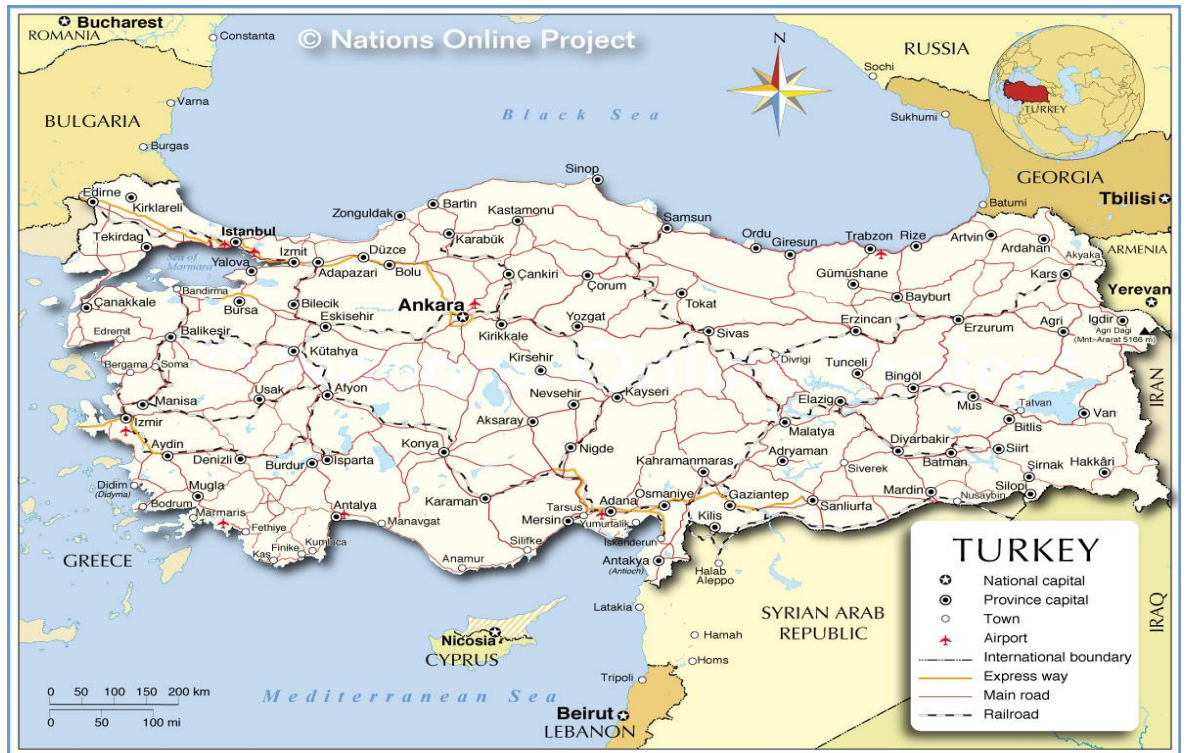 © Nations Online Project
Bucharest
ROMANIA
Constanta
RUSSIA
Sochi
N
TURKEY
Varna
BULGARIA
Black Sea
Sukhumi
Burgas
GEORGIA
Tbilisi
Sinop
Edirne
Kirklareli
Batumi
Bartin
Zonguldak
Kastamonu
Samsun
Istanbul
Tekirdag
Karabük
Ordu
Giresun
Trabzon
Rize
Artvin
Ardahan
ARMENIA
Izmit
Düzce
Sea of
Marmara
Yalova
Adapazari
Bolu
Akyaka
Kars
Çankiri
Çorum
Gümüshane
Bayburt
Yerevan
Bandirma
Bursa
Bilecik
Tokat
Çanakkale
Ankara
Eskisehir
Kirikkale
Yozgat
Sivas
Erzincan
Erzurum
Agri
Igdir
Agri Dagi
(Mnt.-Ararat 5166 m)
Edremit
Balikeşir
Kütahya
Kirsehir
Divrigi
Tunceli
Bergama
Soma
Bingöl
IRAN
Usak
Afyon
Nevsehir
Kayseri
Elazig
Mus
Tatvan
Van
Manisa
Izmir
Aksaray
Malatya
Bitlis
Aydin
Konya
Nigde
Diyarbakir
Batman
Siirt
Denizli
Burdur
Isparta
Kahramanmaras
Adryaman
Siverek
Şirnak
Hakkâri
Didim
(Didyma)
Mugla
Karaman
Adana
Osmaniye
Gaziantep
Mardin
Silopi
Nusaybin
Bodrum
Marmaris
Antalya
Tarsus
Sanliurfa
Fethiye
Manavgat
Mersin
Yumurtalik
Kilis
Kaş
Finike
Kumluca
Silifke
Iskenderun
GREECE
Anamur
Antakya
(Antioch)
Halab
Aleppo
Latakia
SYRIAN ARAB
REPUBLIC
IRAQ
Nicosia
CYPRUS
Hamah
Homs
Tripoli
Mediterranean Sea
Beirut
LEBANON
0 50 100 150 200 km
0 50 100 mi
TURKEY
National capital
Province capital
Town
Airport
International boundary
Express way
Main road
Railroad